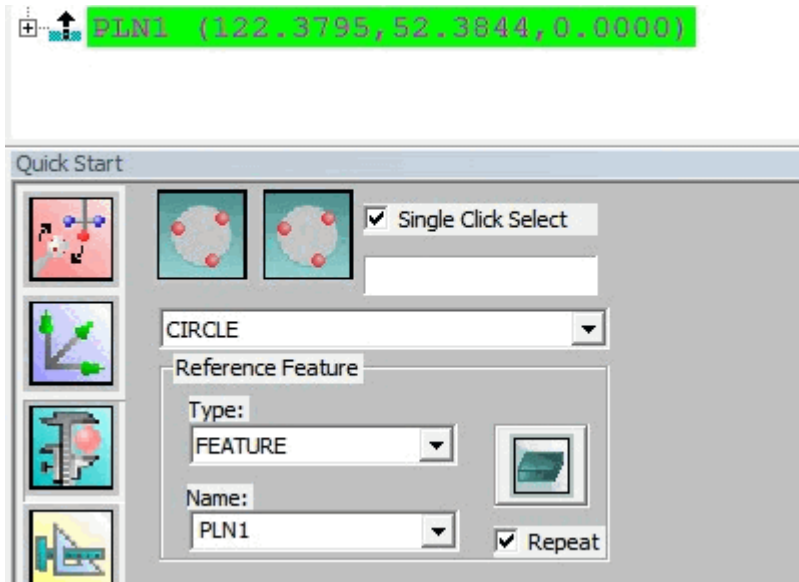 PLN1 (122.3795,52.3844,0.0000)
Quick Start
Single Click Select
CIRCLE
Reference Feature
Type:
FEATURE
Name:
PLN1
Repeat